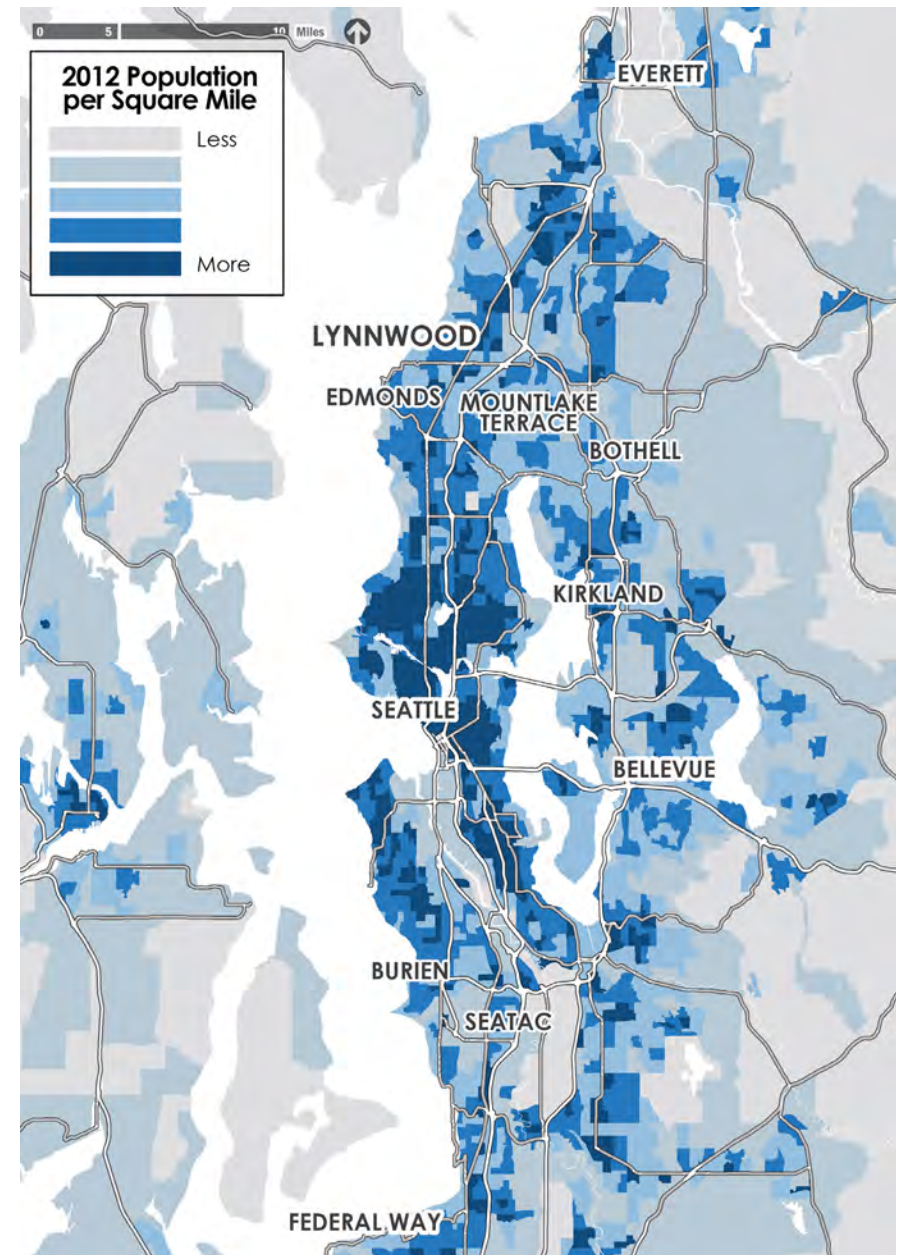 0 5 10 Miles
2012 Population
per Square Mile
Less
More
EVERETT
LYNNWOOD
EDMONDS
MOUNTLAKE
TERRACE
BOTHELL
KIRKLAND
SEATTLE
BELLEVUE
BURIEN
SEATAC
FEDERAL WAY